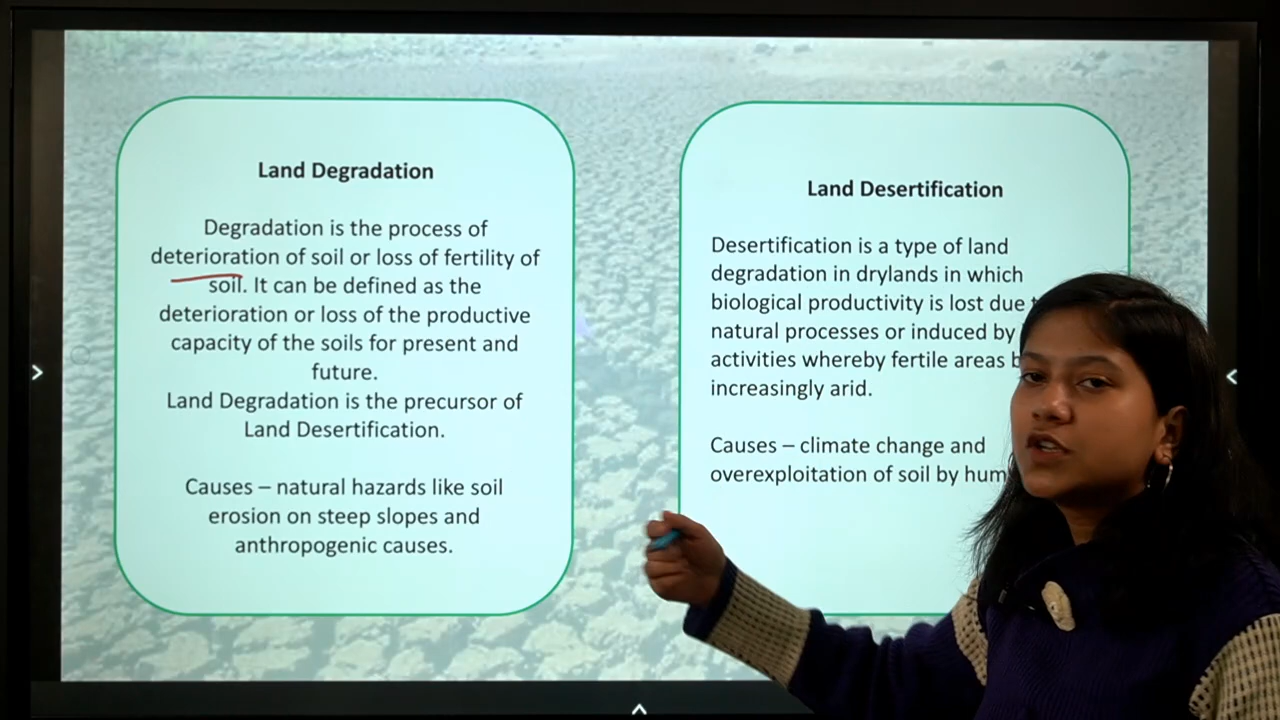 Land Degradation
Degradation is the process of
deterioration of soil or loss of fertility of
soil. It can be defined as the
deterioration or loss of the productive
capacity of the soils for present and
future.
Land Degradation is the precursor of
Land Desertification.
Causes – natural hazards like soil
erosion on steep slopes and
anthropogenic causes.
Land Desertification
Desertification is a type of land
degradation in drylands in which
biological productivity is lost due
natural processes or induced by
activities whereby fertile areas
increasingly arid.
Causes – climate change and
overexploitation of soil by